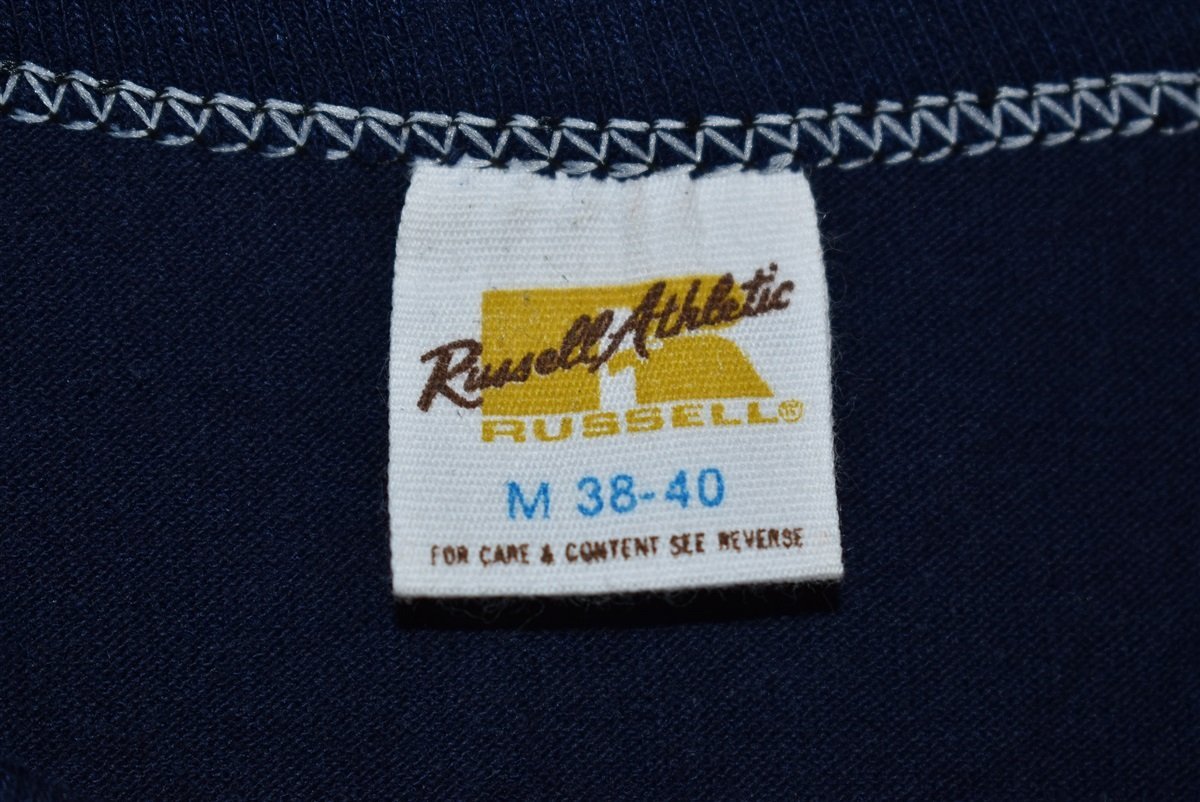 Russell Athletic
RUSSELL®
M 38-40
FOR CARE & CONTENT SEE REVERSE